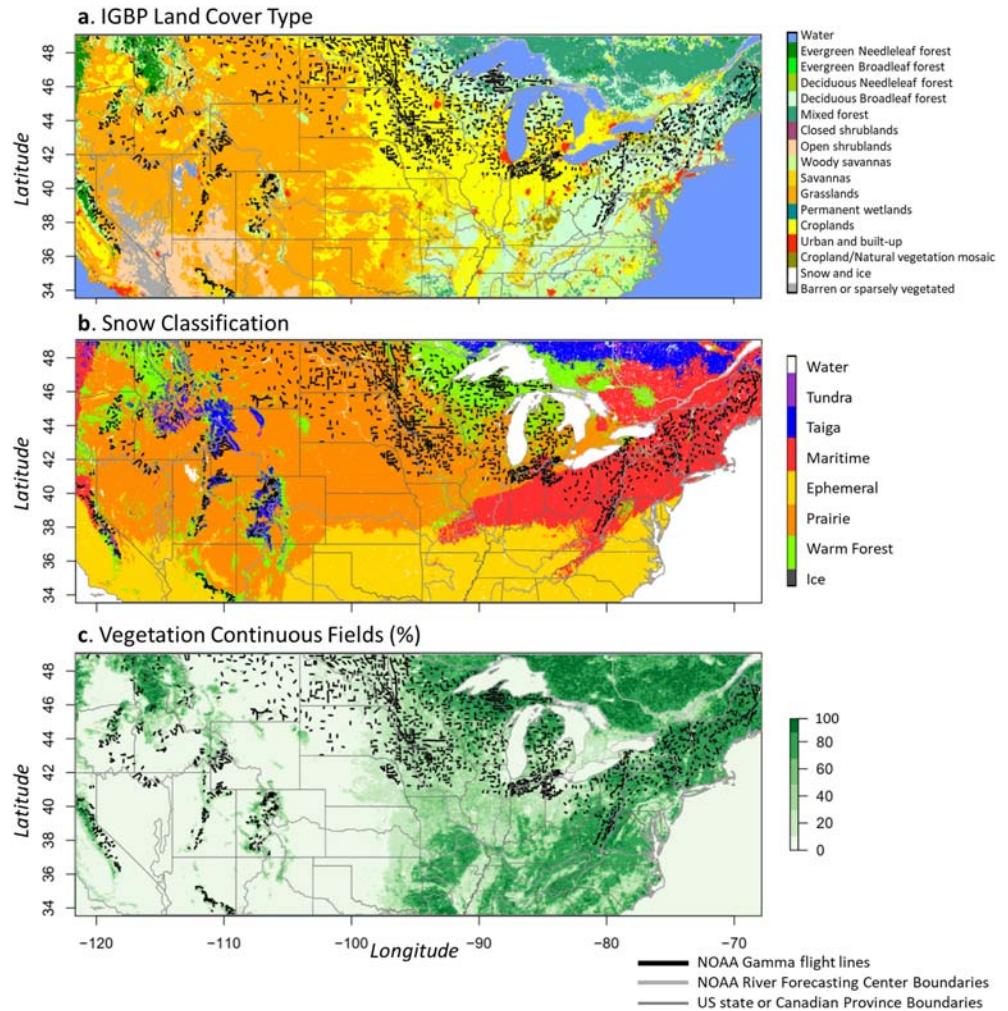 a. IGBP Land Cover Type
Latitude
34 36 38 40 42 44 46 48
Water
Evergreen Needleleaf forest
Evergreen Broadleaf forest
Deciduous Needleleaf forest
Deciduous Broadleaf forest
Mixed forest
Closed shrublands
Open shrublands
Woody savannas
Savannas
Grasslands
Permanent wetlands
Croplands
Urban and built-up
Cropland/Natural vegetation mosaic
Snow and ice
Barren or sparsely vegetated
b. Snow Classification
Latitude
34 36 38 40 42 44 46 48
Water
Tundra
Taiga
Maritime
Ephemeral
Prairie
Warm Forest
Ice
c. Vegetation Continuous Fields (%)
Latitude
34 36 38 40 42 44 46 48
100
80
60
40
20
0
−120 −110 −100 −90 −80 −70
Longitude
NOAA Gamma flight lines
NOAA River Forecasting Center Boundaries
US state or Canadian Province Boundaries